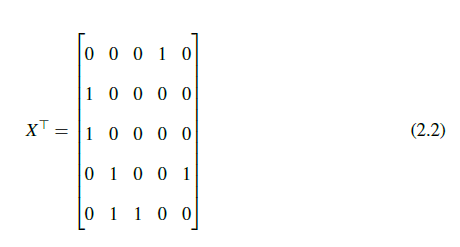 0 0 0 1 0
1 0 0 0 0
X⊤ = 1 0 0 0 0 (2.2)
0 1 0 0 1
0 1 1 0 0